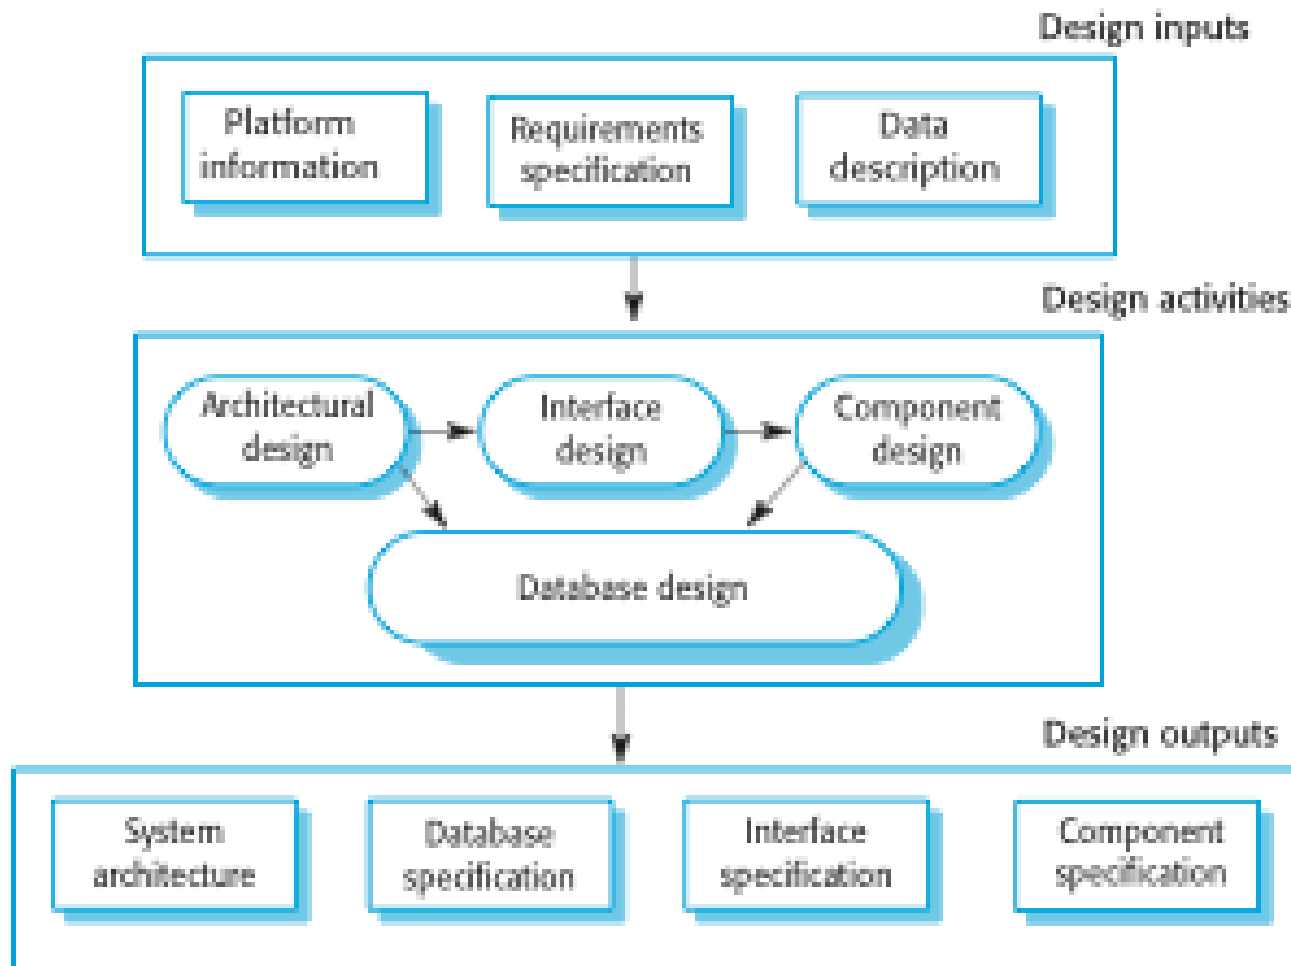 Design inputs
Platform
information
Requirements
specification
Data
description
Design activities
Architectural
design
Interface
design
Component
design
Database design
Design outputs
System
architecture
Database
specification
Interface
specification
Component
specification